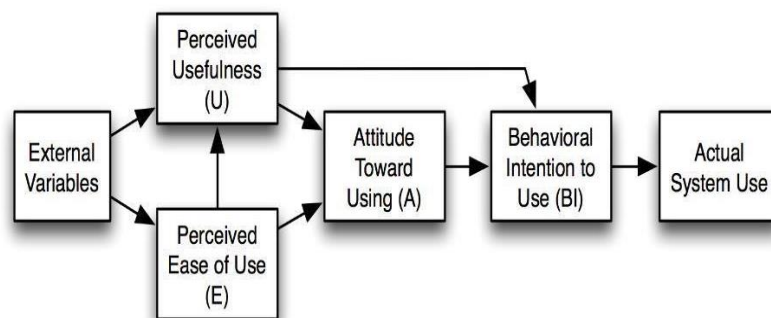 Perceived
Usefulness
(U)
External
Variables
Perceived
Ease of Use
(E)
Attitude
Toward
Using (A)
Behavioral
Intention to
Use (BI)
Actual
System Use